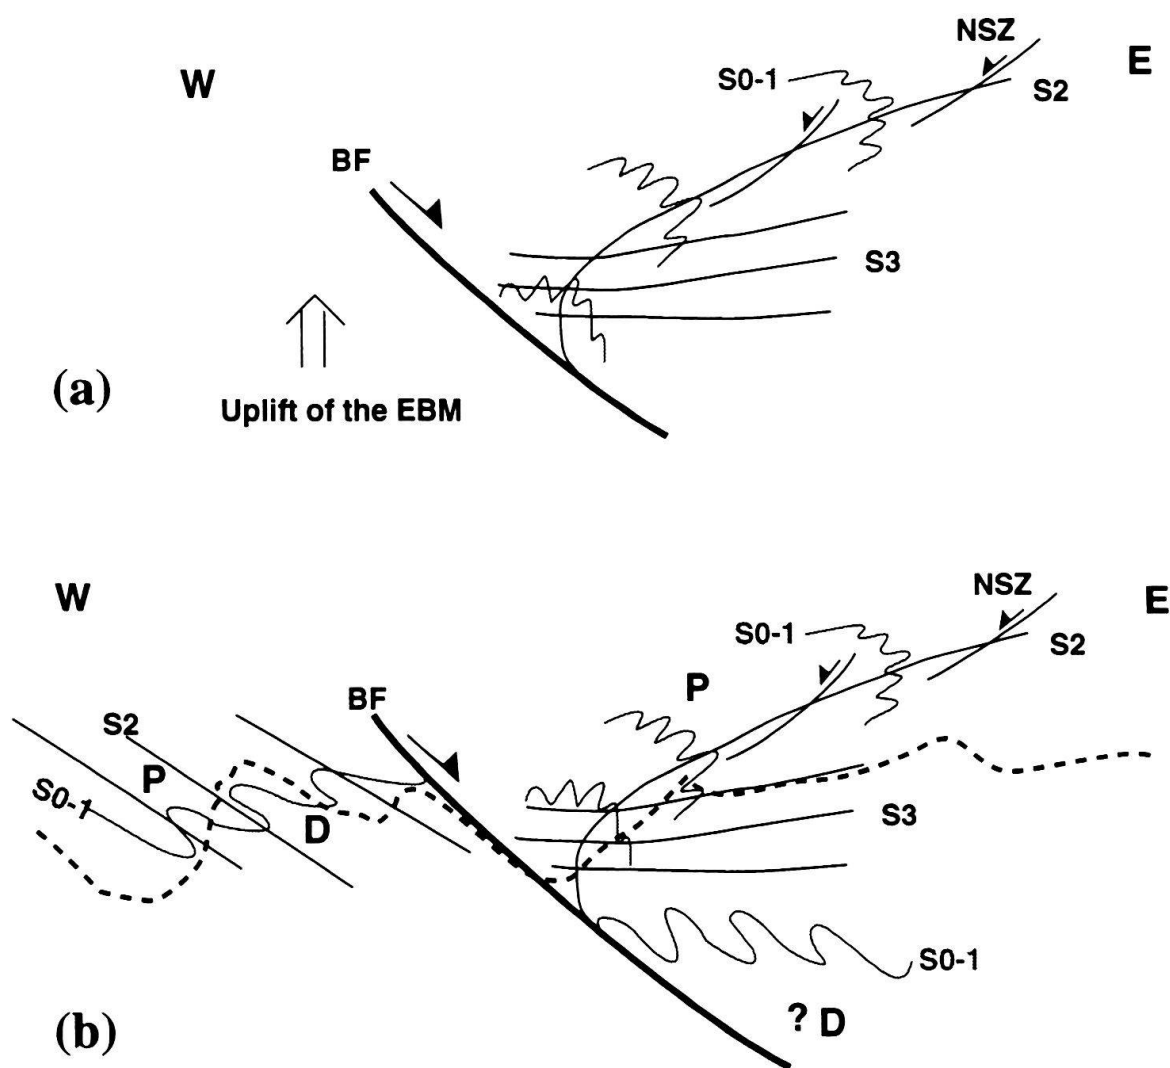 W
NSZ
E
S0-1
S2
BF
S3
(a)
Uplift of the EBM
W
NSZ
E
S0-1
S2
P
BF
S2
P
S0-1
D
S3
S0-1
? D
(b)